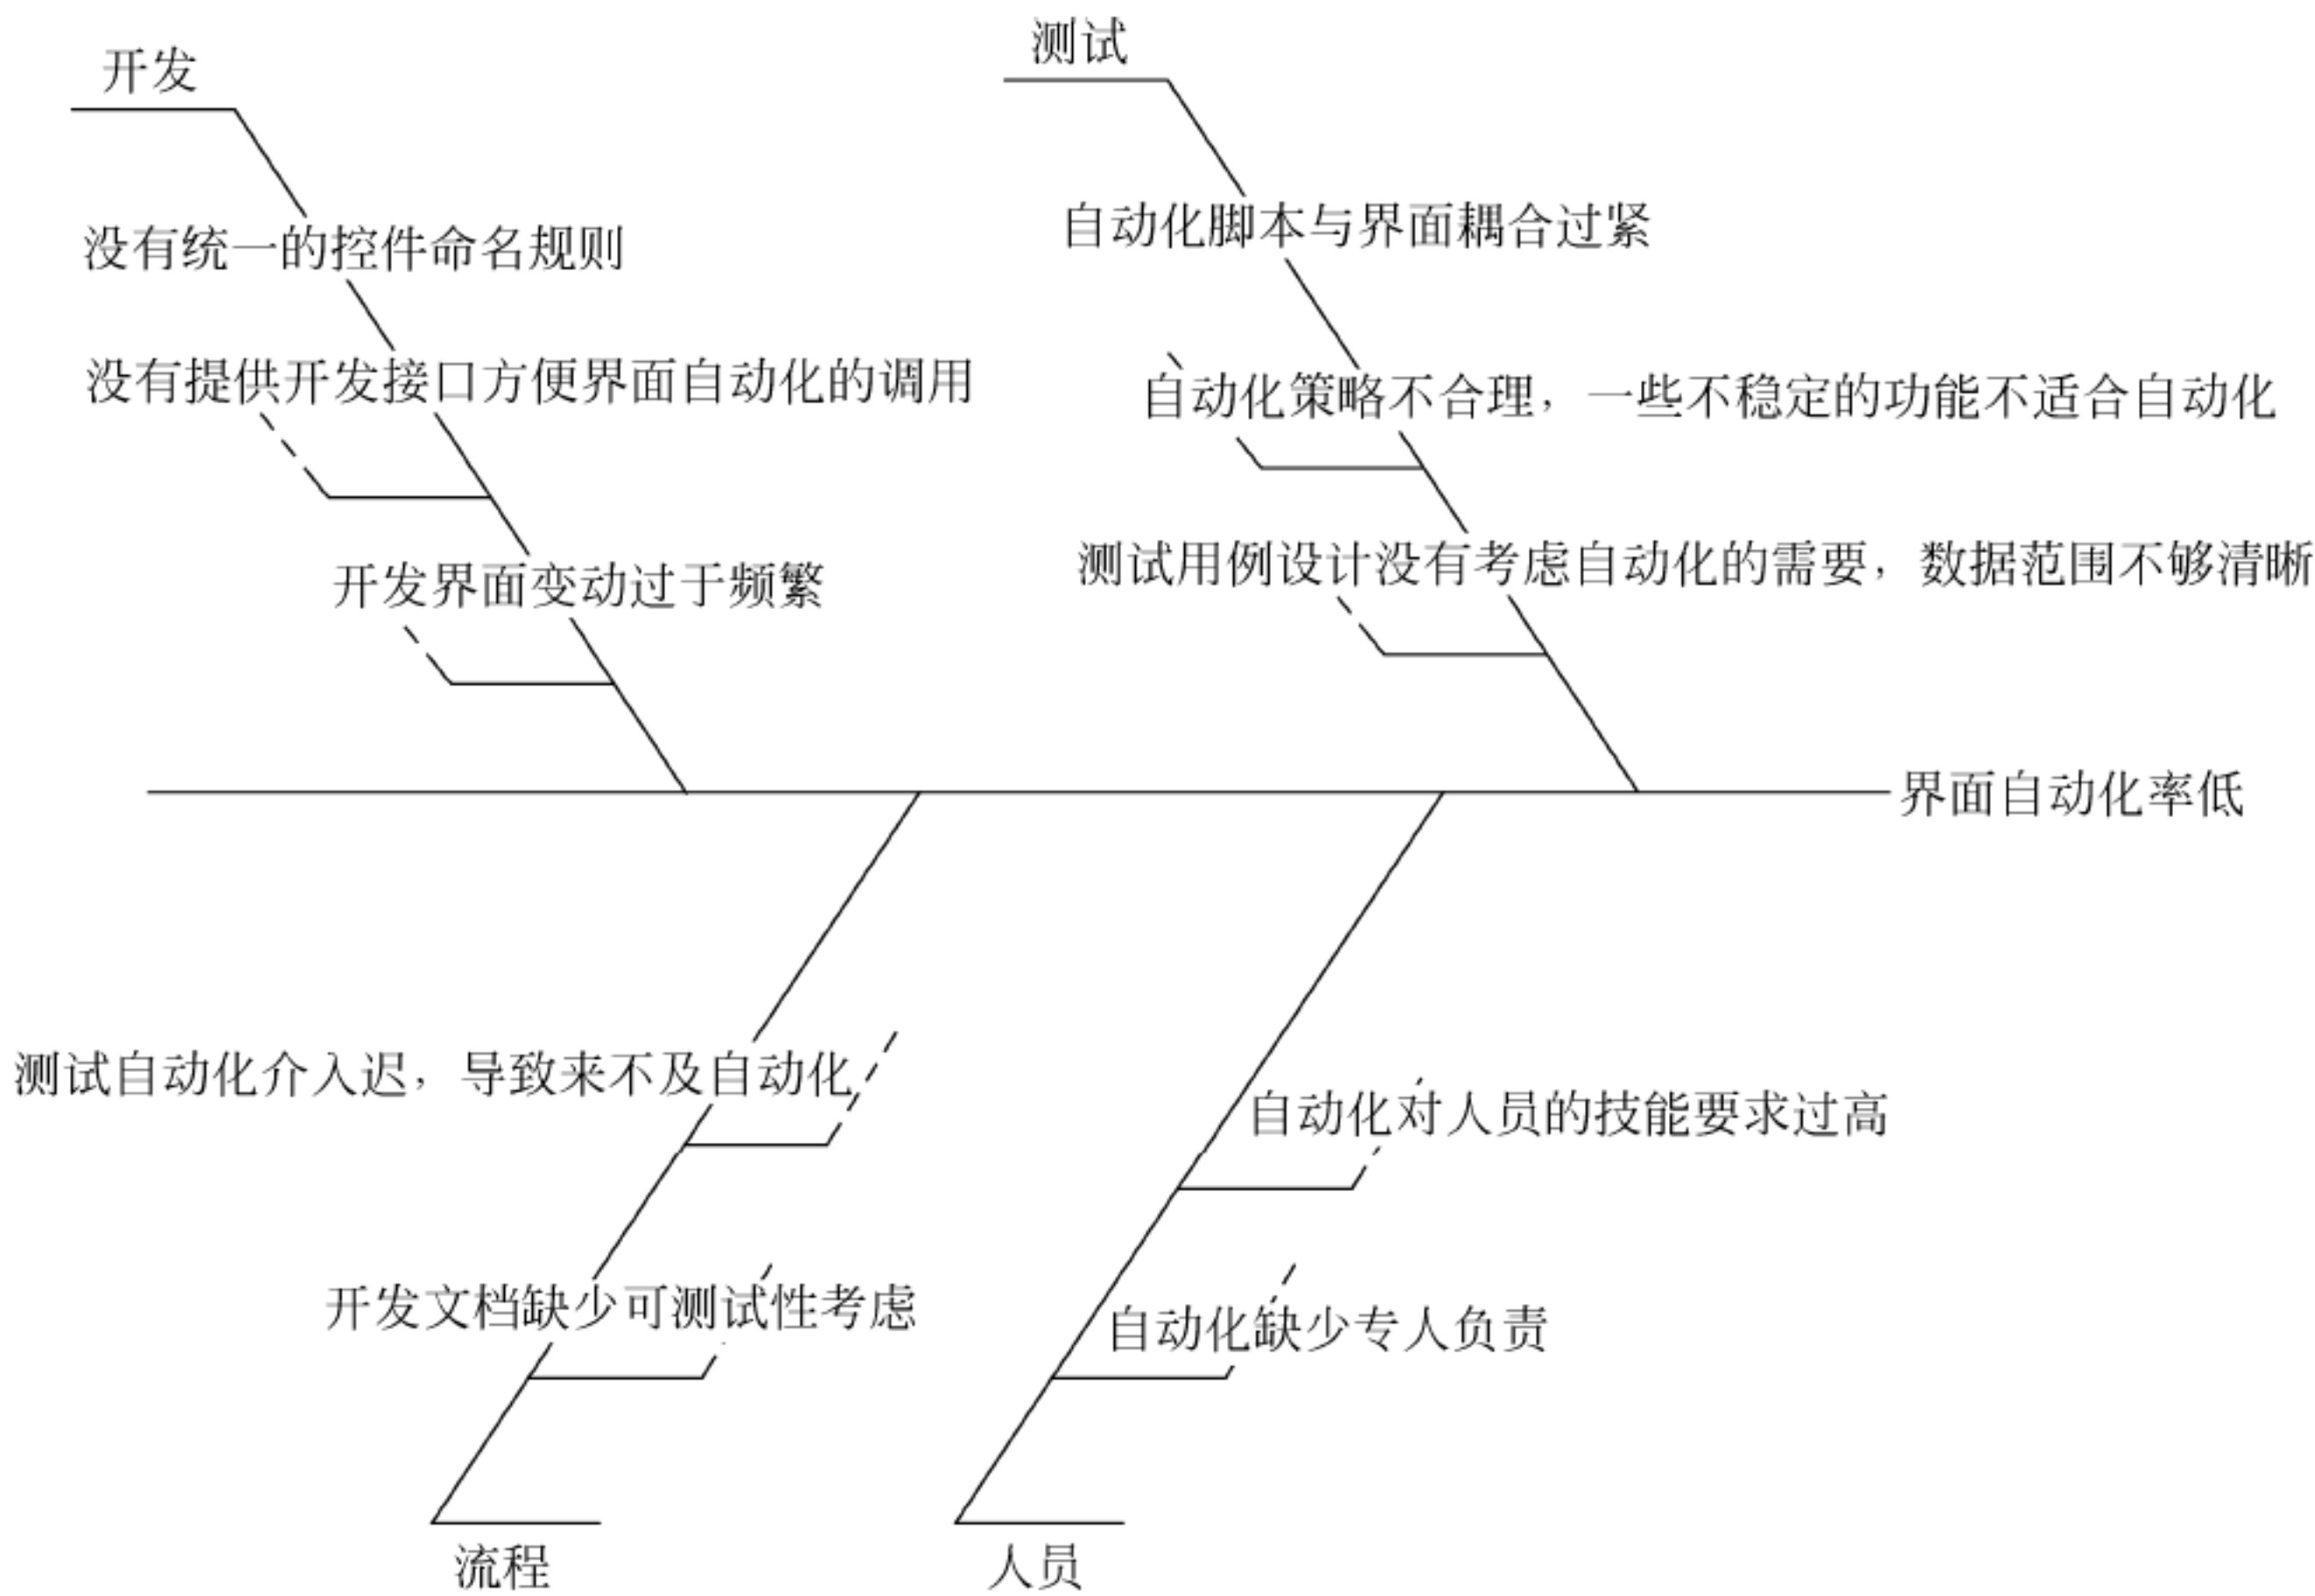 开发
测试
没有统一的控件命名规则
自动化脚本与界面耦合过紧
没有提供开发接口方便界面自动化的调用
自动化策略不合理，一些不稳定的功能不适合自动化
开发界面变动过于频繁
测试用例设计没有考虑自动化的需要，数据范围不够清晰
界面自动化率低
测试自动化介入迟，导致来不及自动化
自动化对人员的技能要求过高
开发文档缺少可测试性考虑
自动化缺少专人负责
流程
人员